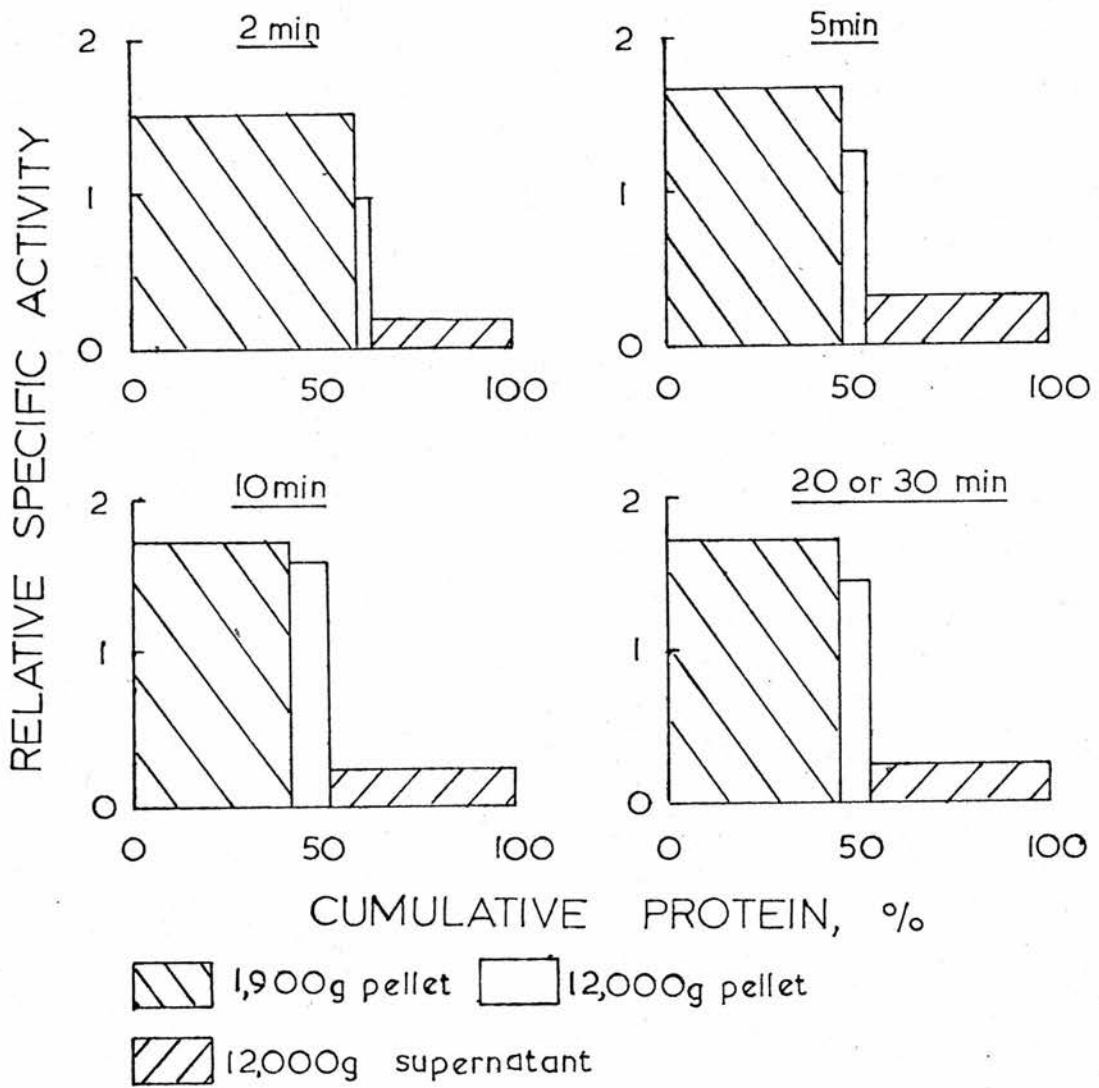 2 min
5min
2
1
0
0 50 100
2
1
0
0 50 100
10min
20 or 30 min
2
1
0
0 50 100
2
1
0
0 50 100
RELATIVE SPECIFIC ACTIVITY
CUMULATIVE PROTEIN, %
1,900g pellet
12,000g pellet
12,000g supernatant